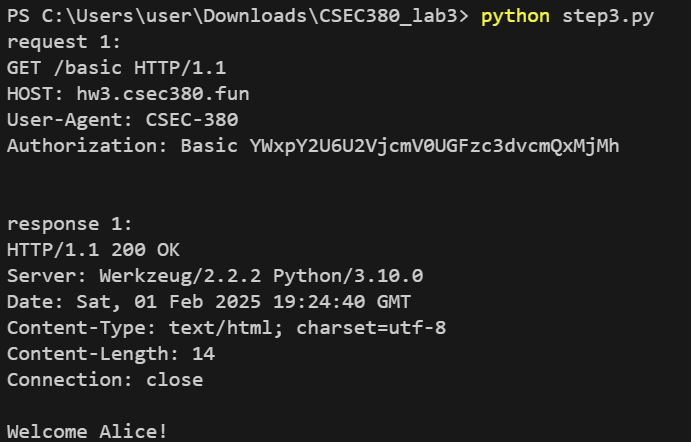 PS C:\Users\user\Downloads\CSEC380_lab3> python step3.py
request 1:
GET /basic HTTP/1.1
HOST: hw3.csec380.fun
User-Agent: CSEC-380
Authorization: Basic YWxpY2U6U2VjcmV0UGFzc3dvcmQxMjMh
response 1:
HTTP/1.1 200 OK
Server: Werkzeug/2.2.2 Python/3.10.0
Date: Sat, 01 Feb 2025 19:24:40 GMT
Content-Type: text/html; charset=utf-8
Content-Length: 14
Connection: close
Welcome Alice!